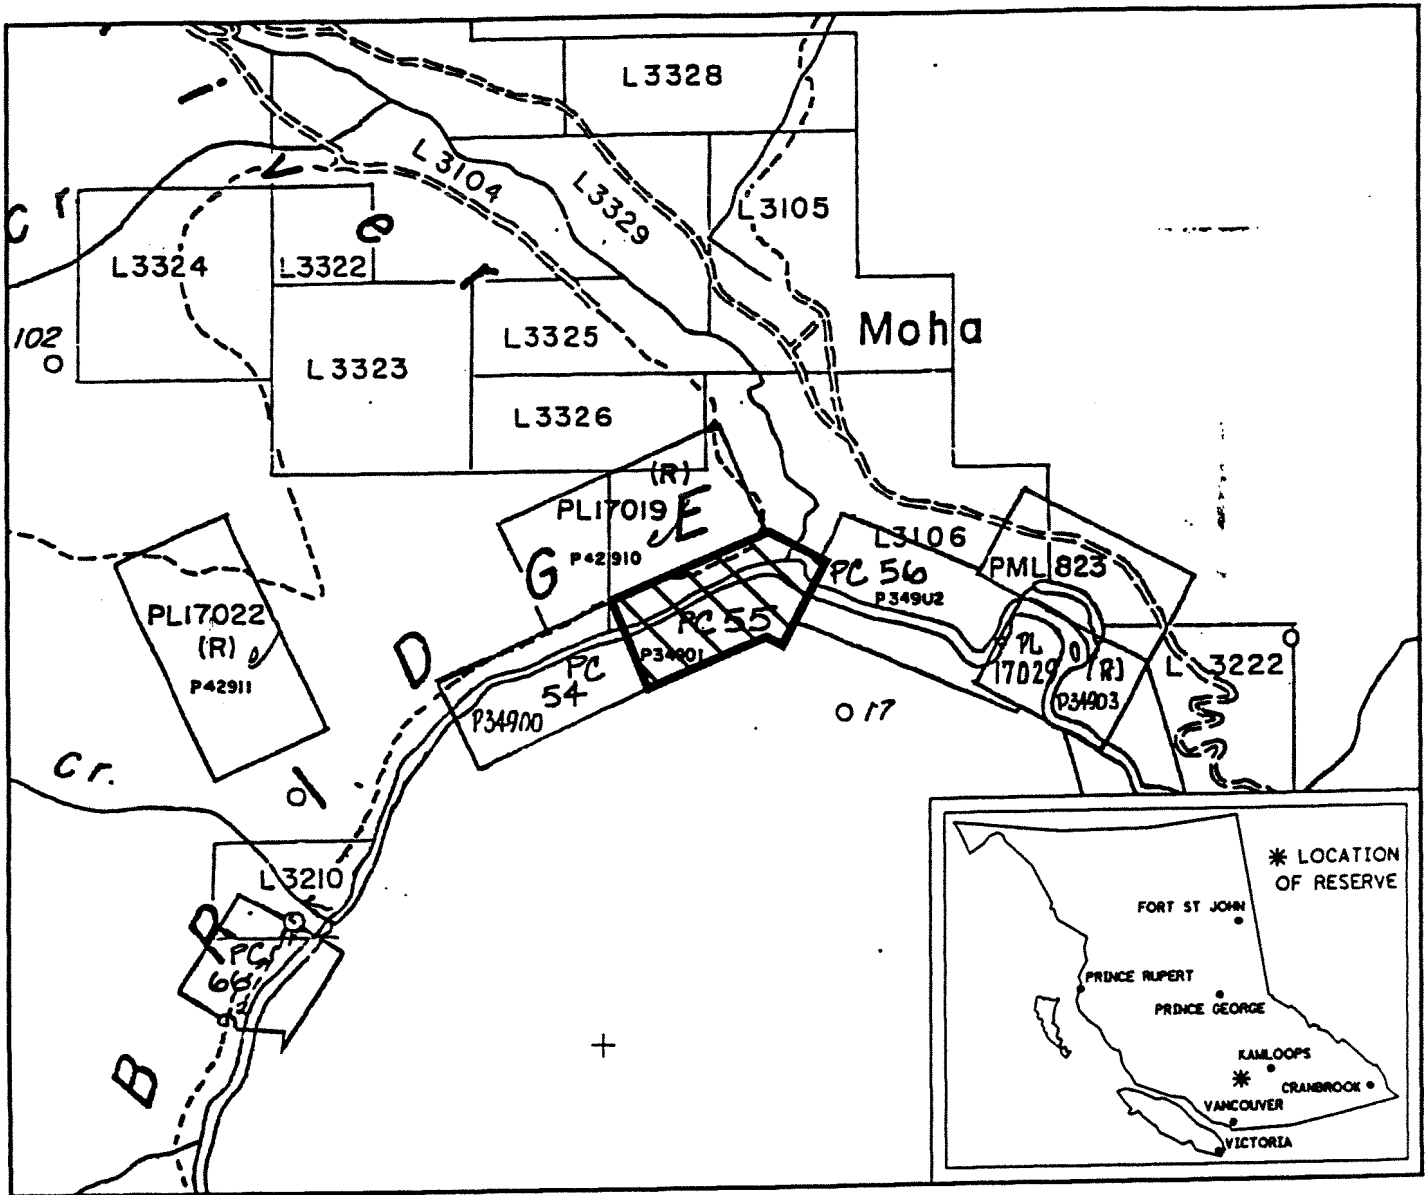 L3328
L3104
L3329
L3105
Cr
L3324
L3322
e
r
102
L3325
Moha
L3323
L3326
(R)
PL17019
P42910
E
G
L3106
PC 56
P34902
PML 823
PL17022
(R)
P42911
D
PC 55
P34901
PC
54
P34900
PL
17029
(R)
P34903
L 3222
17
Cr.
L3210
R
PC
66
B
LOCATION
OF RESERVE
FORT ST JOHN
PRINCE RUPERT
PRINCE GEORGE
KAMLOOPS
CRANBROOK
VANCOUVER
VICTORIA